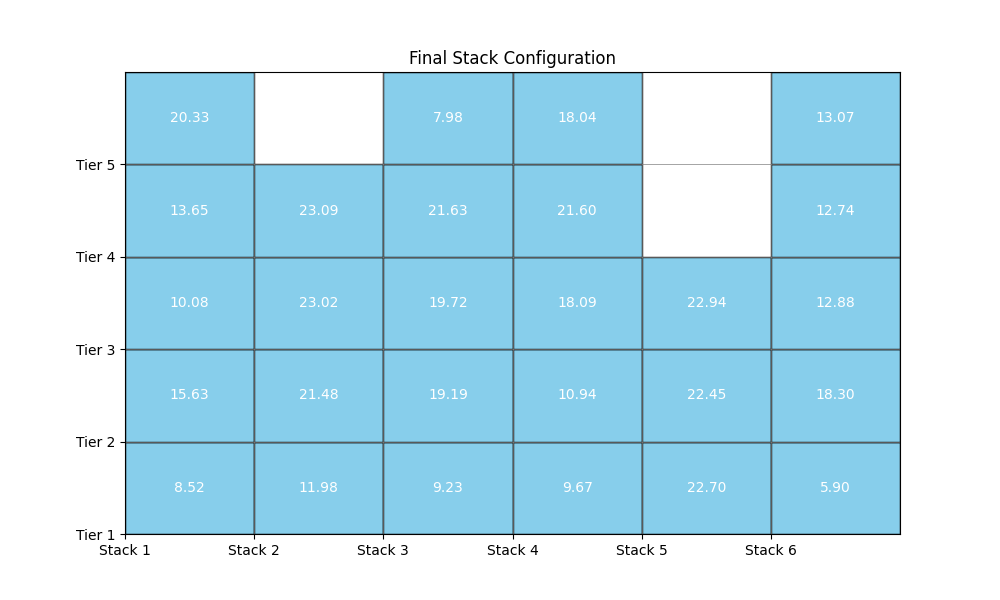 Final Stack Configuration
20.33 7.98 18.04 13.07
Tier 5
13.65 23.09 21.63 21.60 12.74
Tier 4
10.08 23.02 19.72 18.09 22.94 12.88
Tier 3
15.63 21.48 19.19 10.94 22.45 18.30
Tier 2
8.52 11.98 9.23 9.67 22.70 5.90
Tier 1
Stack 1 Stack 2 Stack 3 Stack 4 Stack 5 Stack 6